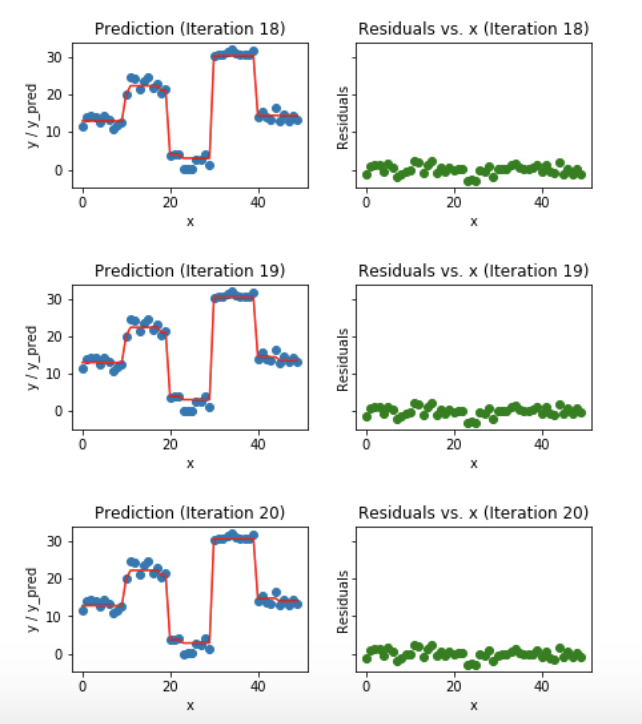 Prediction (Iteration 18)
Residuals vs. x (Iteration 18)
y / y_pred
30
20
10
0
0
20
40
x
Residuals
0
20
40
x
Prediction (Iteration 19)
Residuals vs. x (Iteration 19)
y / y_pred
30
20
10
0
0
20
40
x
Residuals
0
20
40
x
Prediction (Iteration 20)
Residuals vs. x (Iteration 20)
y / y_pred
30
20
10
0
0
20
40
x
Residuals
0
20
40
x